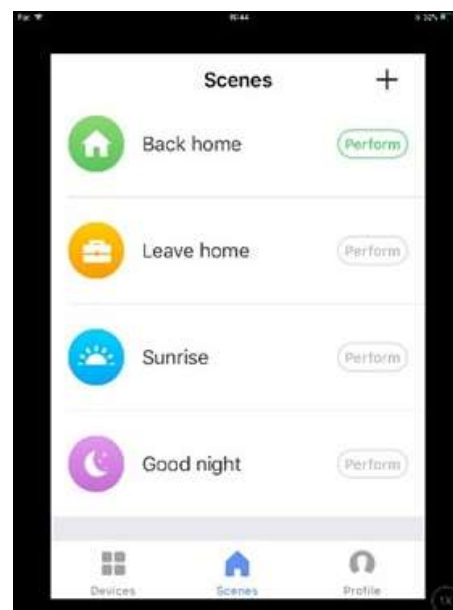 Scenes
Back home
Perform
Leave home
Perform
Sunrise
Perform
Good night
Perform
Devices
Scenes
Profile